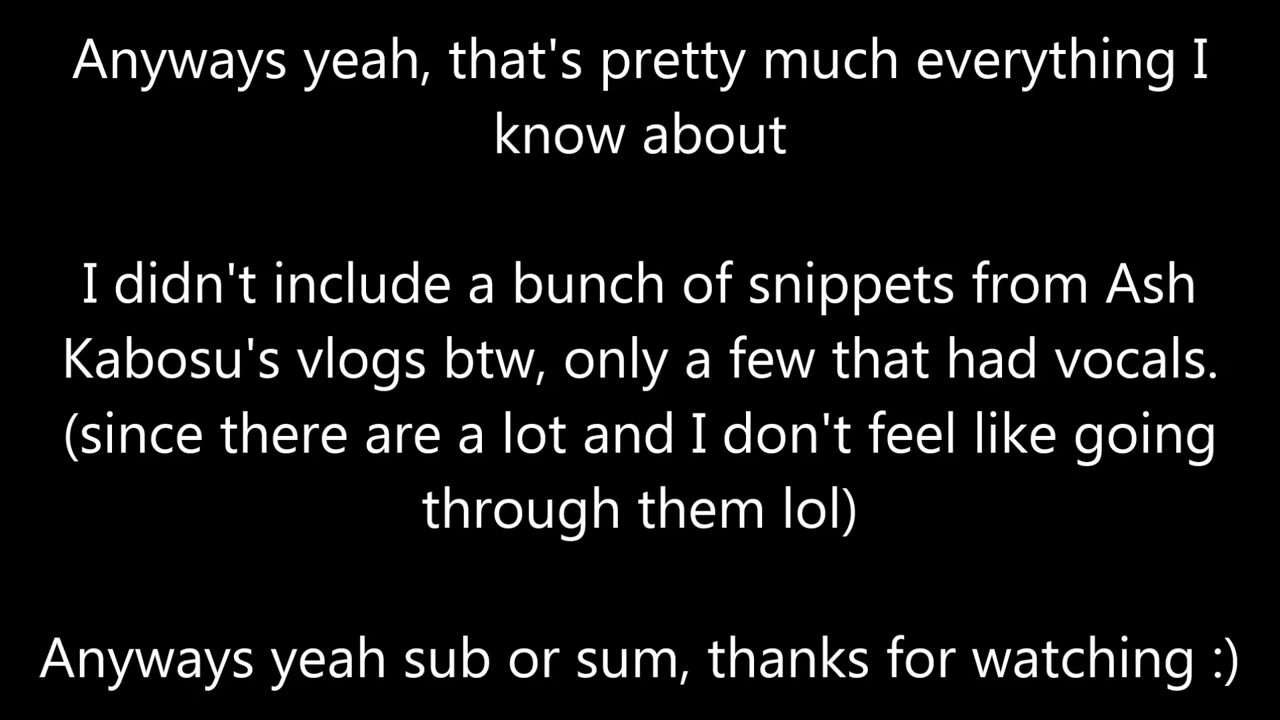 Anyways yeah, that's pretty much everything I
know about
I didn't include a bunch of snippets from Ash
Kabosu's vlogs btw, only a few that had vocals.
(since there are a lot and I don't feel like going
through them lol)
Anyways yeah sub or sum, thanks for watching :)